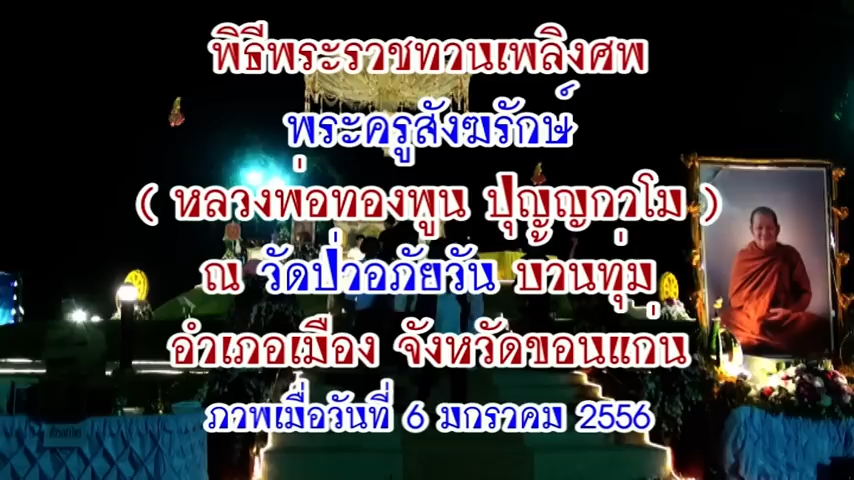 พิธีพระราชทานเพลิงศพ
พระครูสังฆรักษ์
( หลวงพ่อทองพูน ปุญญกาโม )
ณ วัดป่าอภัยวัน บ้านทุ่ม
อำเภอเมือง จังหวัดขอนแก่น
ภาพเมื่อวันที่ 6 มกราคม 2556